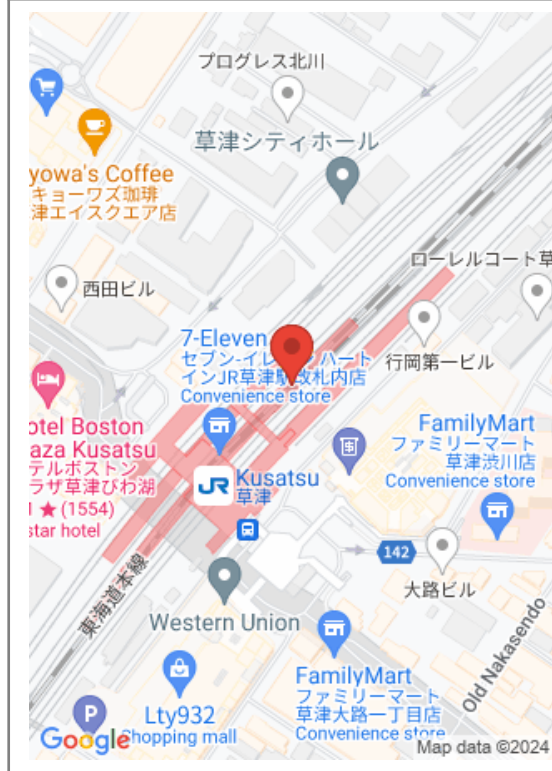 プログレス北川
草津シティホール
yowa's Coffee
キョーワズ珈琲
津エイスクエア店
ローレルコート草
西田ビル
7-Eleven
セブン-イレブン ハート
インJR草津駅改札内店
Convenience store
行岡第一ビル
otel Boston
aza Kusatsu
テルボストン
ラザ草津びわ湖
1 ★ (1554)
star hotel
FamilyMart
ファミリーマート
草津渋川店
Convenience store
JR
Kusatsu
草津
142
大路ビル
東海道本線
Western Union
Old Nakasendo
FamilyMart
ファミリーマート
草津大路一丁目店
Convenience store
Lty932
Shopping mall
P
Google
Map data ©2024